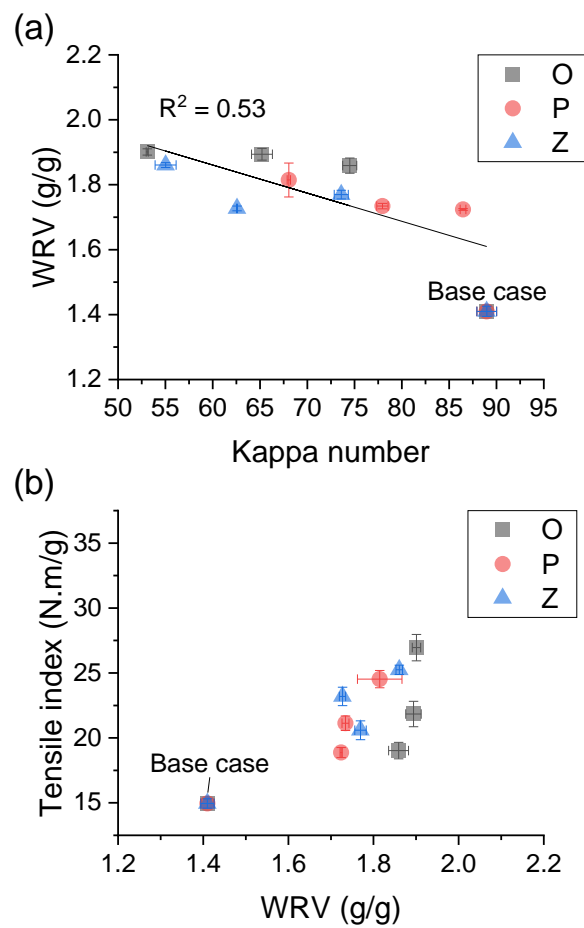 (a)
2.2
2.0
1.8
1.6
1.4
1.2
WRV (g/g)
R² = 0.53
O
P
Z
Base case
50 55 60 65 70 75 80 85 90 95
Kappa number
(b)
35
30
25
20
15
Tensile index (N.m/g)
O
P
Z
Base case
1.2 1.4 1.6 1.8 2.0 2.2
WRV (g/g)